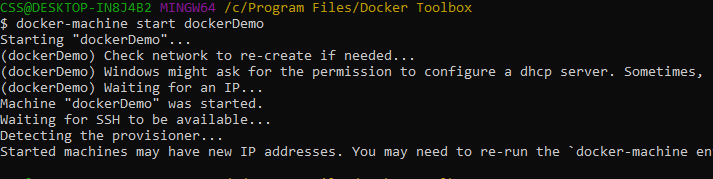 CSS@DESKTOP-IN8J4B2 MINGW64 /c/Program Files/Docker Toolbox
$ docker-machine start dockerDemo
Starting "dockerDemo"...
(dockerDemo) Check network to re-create if needed...
(dockerDemo) Windows might ask for the permission to configure a dhcp server. Sometimes,
(dockerDemo) Waiting for an IP...
Machine "dockerDemo" was started.
Waiting for SSH to be available...
Detecting the provisioner...
Started machines may have new IP addresses. You may need to re-run the `docker-machine en